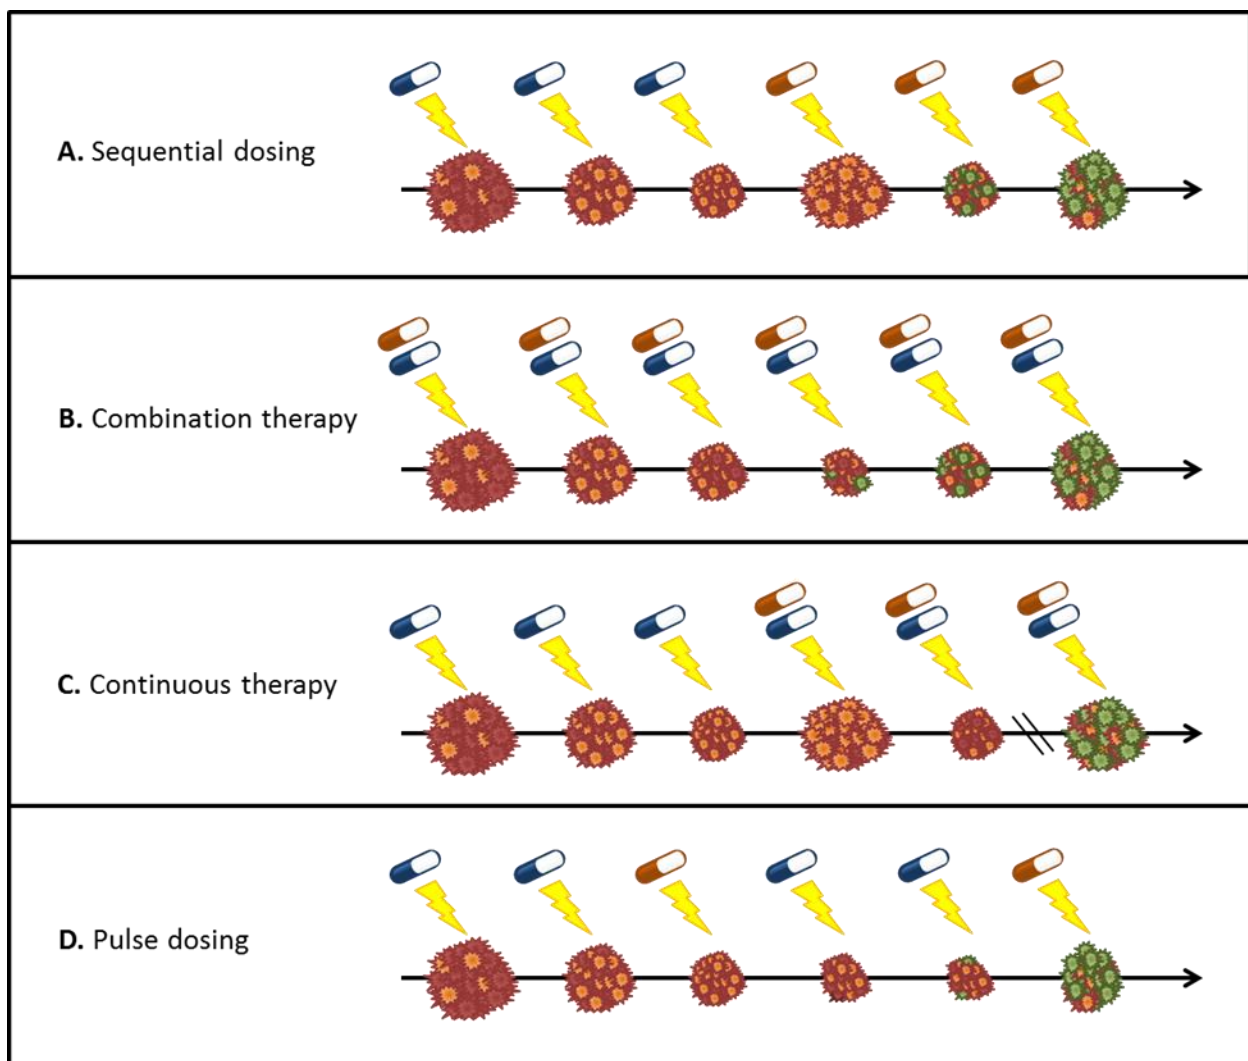 A. Sequential dosing
B. Combination therapy
C. Continuous therapy
D. Pulse dosing